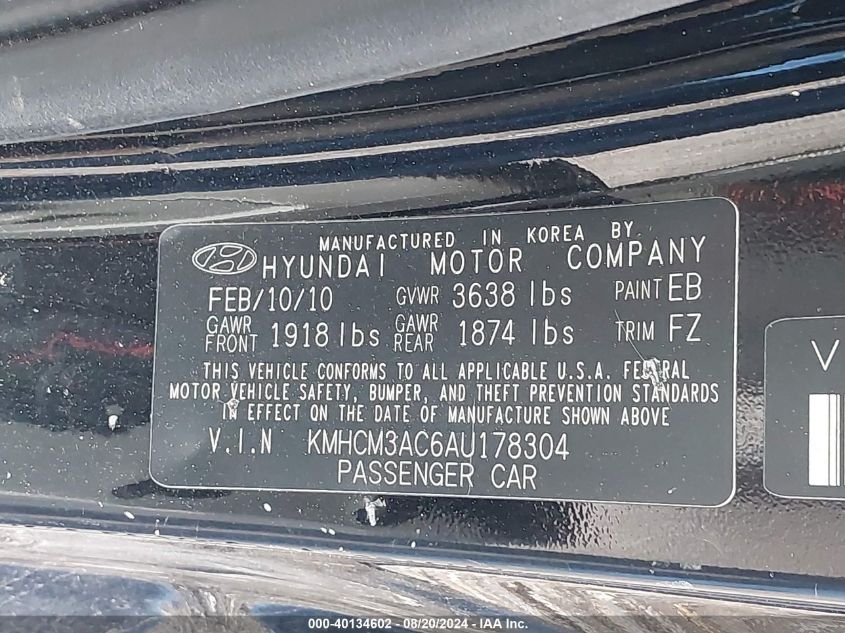 MANUFACTURED IN KOREA BY
HYUNDAI MOTOR COMPANY
FEB/10/10 GVWR 3638 lbs PAINT EB
GAWR FRONT 1918 lbs GAWR REAR 1874 lbs TRIM FZ
THIS VEHICLE CONFORMS TO ALL APPLICABLE U.S.A. FEDERAL
MOTOR VEHICLE SAFETY, BUMPER, AND THEFT PREVENTION STANDARDS
IN EFFECT ON THE DATE OF MANUFACTURE SHOWN ABOVE
V.I.N KMHCM3AC6AU178304
PASSENGER CAR
V
000-40134602 - 08/20/2024 - IAA Inc.